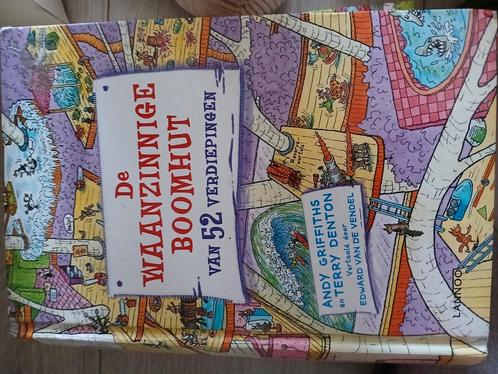 De
WAANZINNIGE
BOOMHUT
VAN 52 VERDIEPINGEN
ANDY GRIFFITHS
en TERRY DENTON
Vertaald door
EDWARD VAN DE VENDEL
LANNOO